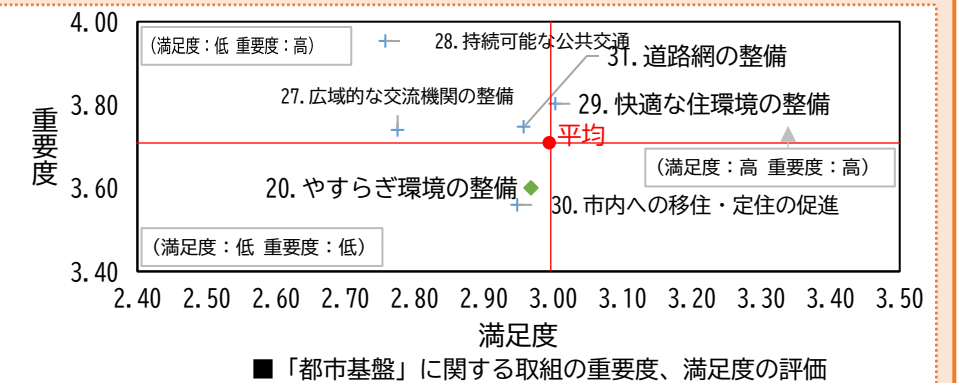 4.00
(満足度：低 重要度：高)
28.持続可能な公共交通
31.道路網の整備
27.広域的な交流機関の整備
3.80
29.快適な住環境の整備
重要度
平均
(満足度：高 重要度：高)
3.60
20.やすらぎ環境の整備
30.市内への移住・定住の促進
(満足度：低 重要度：低)
3.40
2.40 2.50 2.60 2.70 2.80 2.90 3.00 3.10 3.20 3.30 3.40 3.50
満足度
■「都市基盤」に関する取組の重要度、満足度の評価